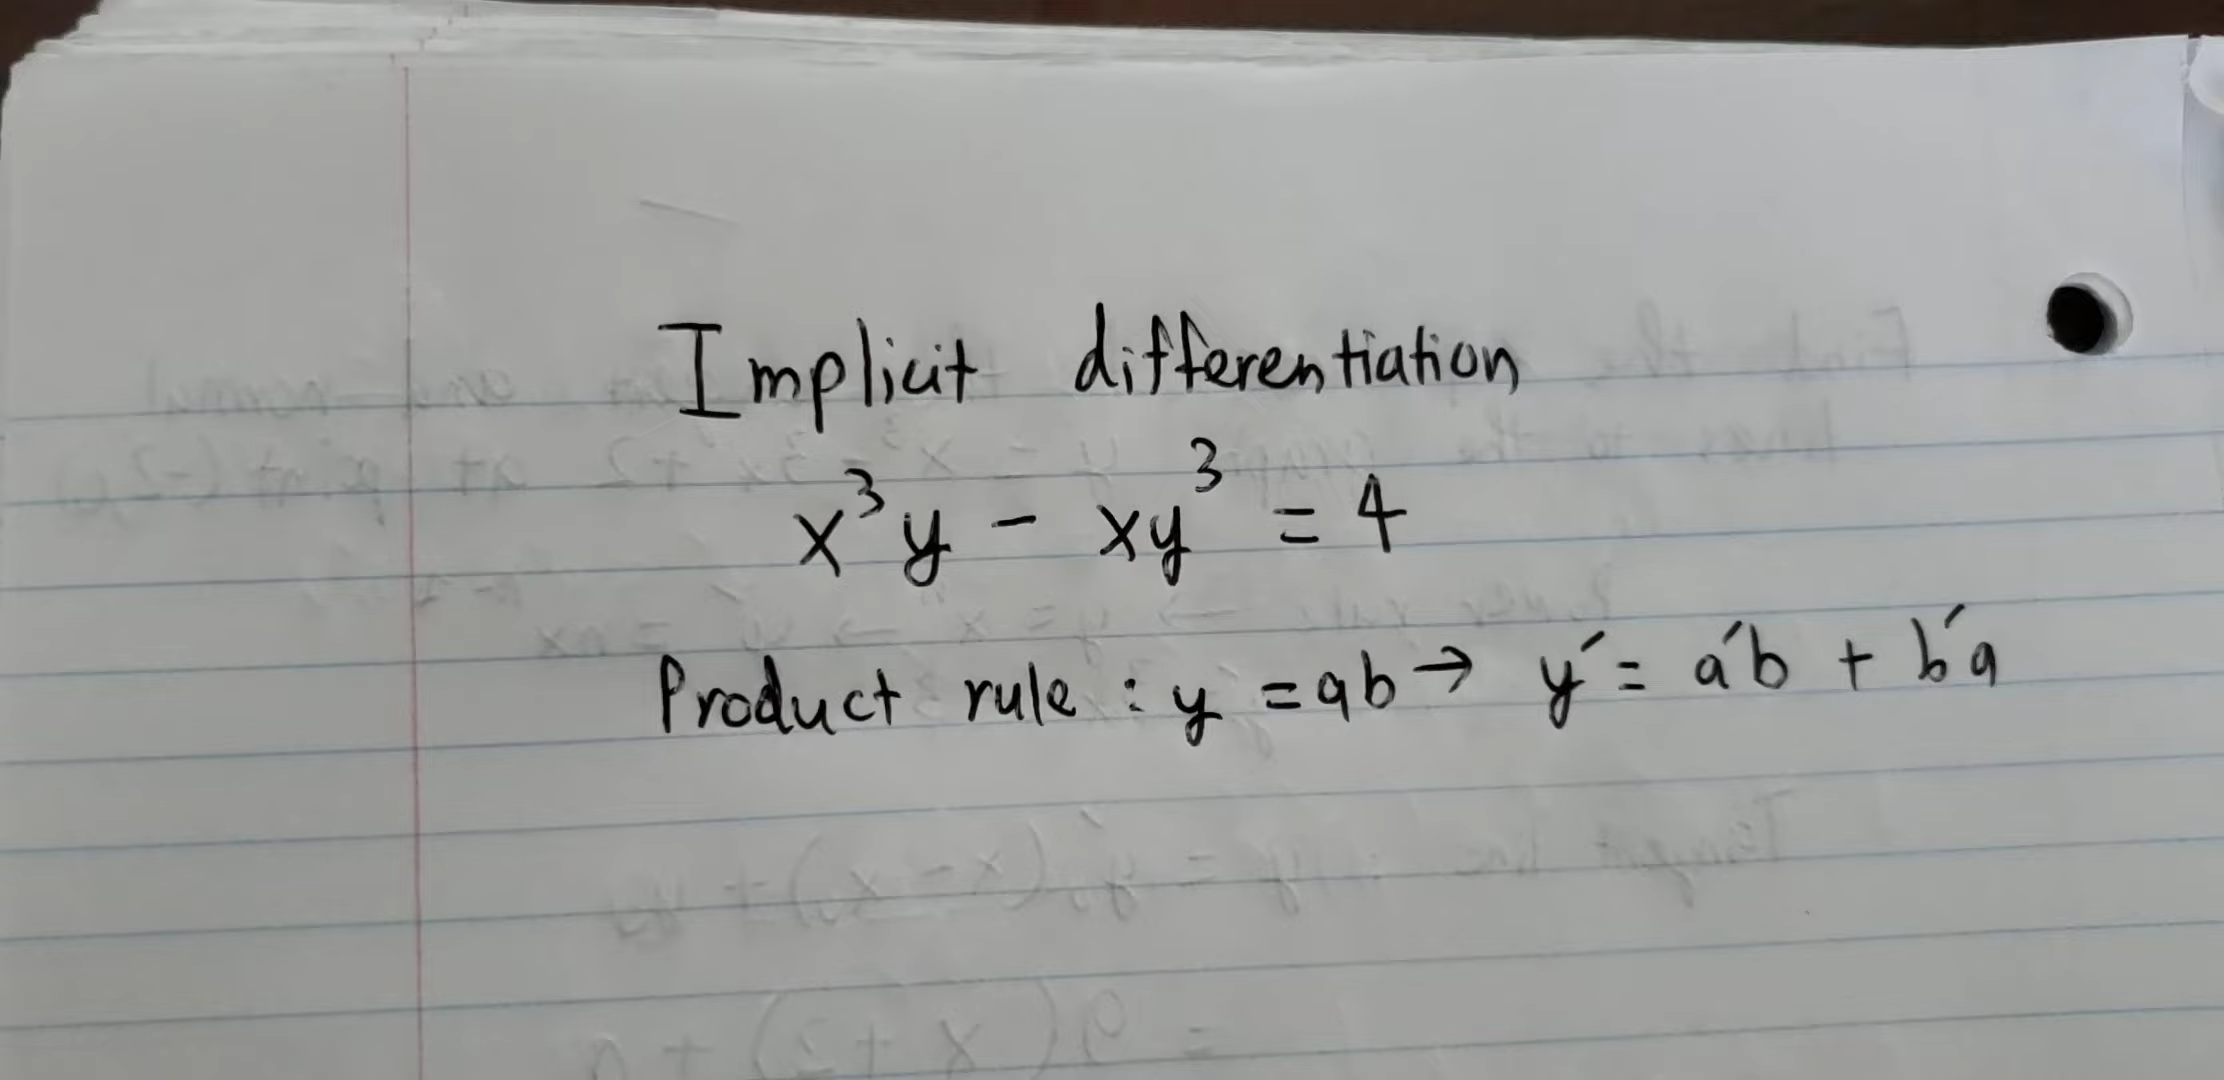 Implicit differentiation
x³y - xy³ = 4
Product rule : y = ab → y´ = a´b + b´a